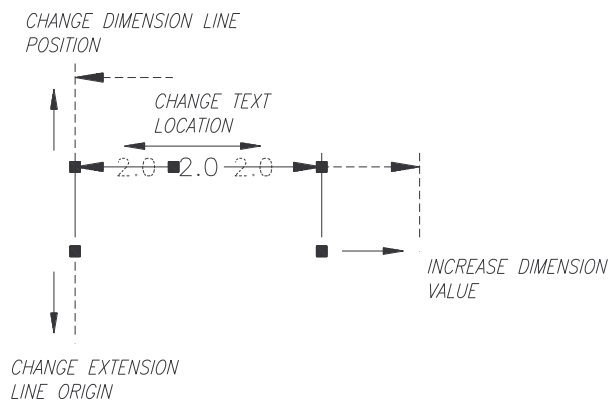 CHANGE DIMENSION LINE
POSITION
CHANGE TEXT
LOCATION
2.0 2.0 2.0
INCREASE DIMENSION
VALUE
CHANGE EXTENSION
LINE ORIGIN